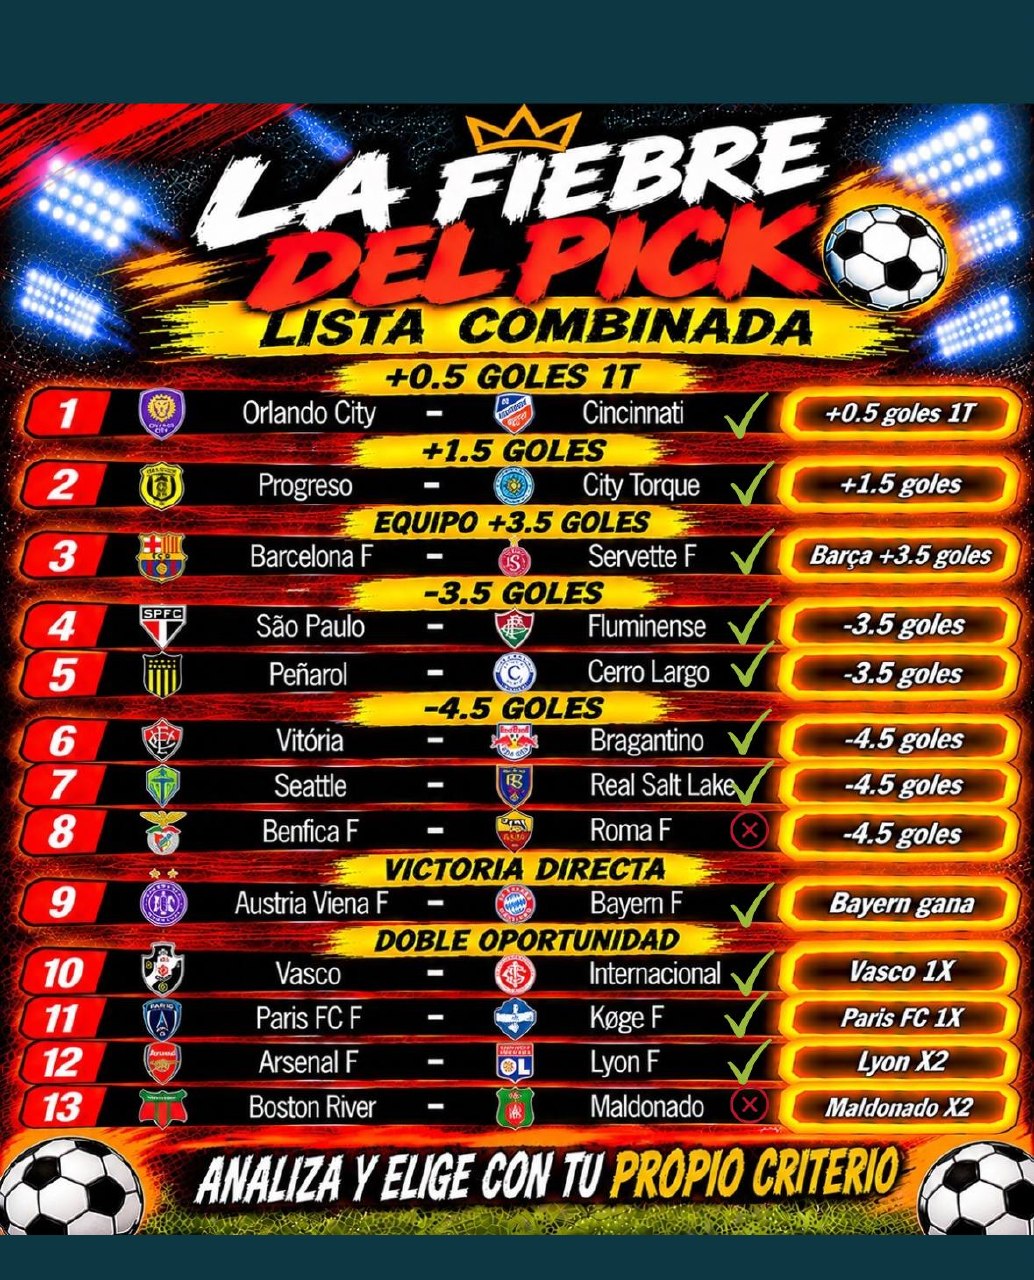 LA FIEBRE
DEL PICK
LISTA COMBINADA
+0.5 GOLES 1T
1 Orlando City - Cincinnati +0.5 goles 1T
+1.5 GOLES
2 Progreso - City Torque +1.5 goles
EQUIPO +3.5 GOLES
3 Barcelona F - Servette F Barça +3.5 goles
-3.5 GOLES
4 SPFC São Paulo - Fluminense -3.5 goles
5 Peñarol - Cerro Largo -3.5 goles
-4.5 GOLES
6 Vitória - Bragantino -4.5 goles
7 Seattle - Real Salt Lake -4.5 goles
8 Benfica F - Roma F -4.5 goles
VICTORIA DIRECTA
9 Austria Viena F - Bayern F Bayern gana
DOBLE OPORTUNIDAD
10 Vasco - Internacional Vasco 1X
11 Paris FC F - Køge F Paris FC 1X
12 Arsenal F - OL Lyon F Lyon X2
13 Boston River - Maldonado Maldonado X2
ANALIZA Y ELIGE CON TU PROPIO CRITERIO